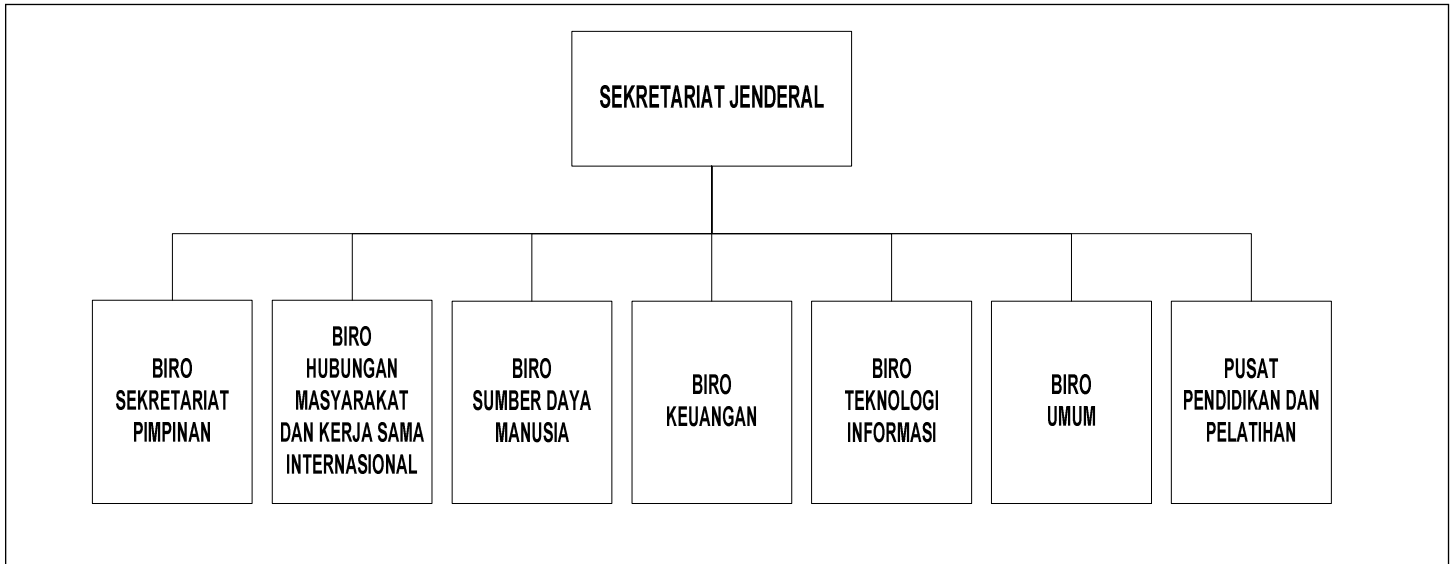 SEKRETARIAT JENDERAL
BIRO
SEKRETARIAT
PIMPINAN
BIRO
HUBUNGAN
MASYARAKAT
DAN KERJA SAMA
INTERNASIONAL
BIRO
SUMBER DAYA
MANUSIA
BIRO
KEUANGAN
BIRO
TEKNOLOGI
INFORMASI
BIRO
UMUM
PUSAT
PENDIDIKAN DAN
PELATIHAN